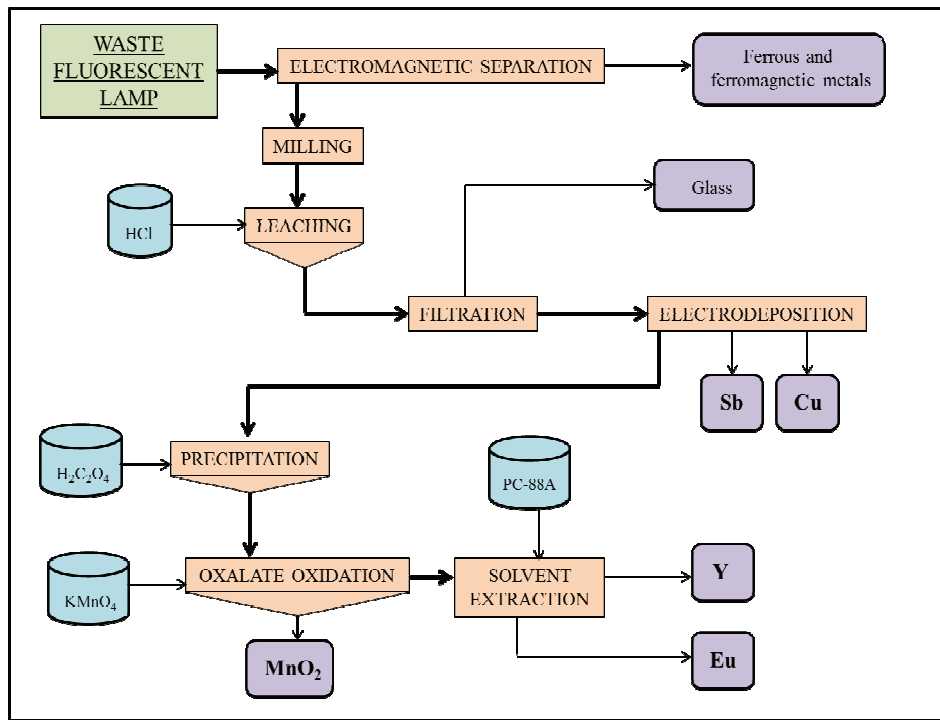 WASTE
FLUORESCENT
LAMP
ELECTROMAGNETIC SEPARATION
Ferrous and
ferromagnetic metals
MILLING
HCl
LEACHING
Glass
FILTRATION
ELECTRODEPOSITION
Sb
Cu
H₂C₂O₄
PRECIPITATION
PC-88A
KMnO₄
OXALATE OXIDATION
SOLVENT
EXTRACTION
Y
MnO₂
Eu